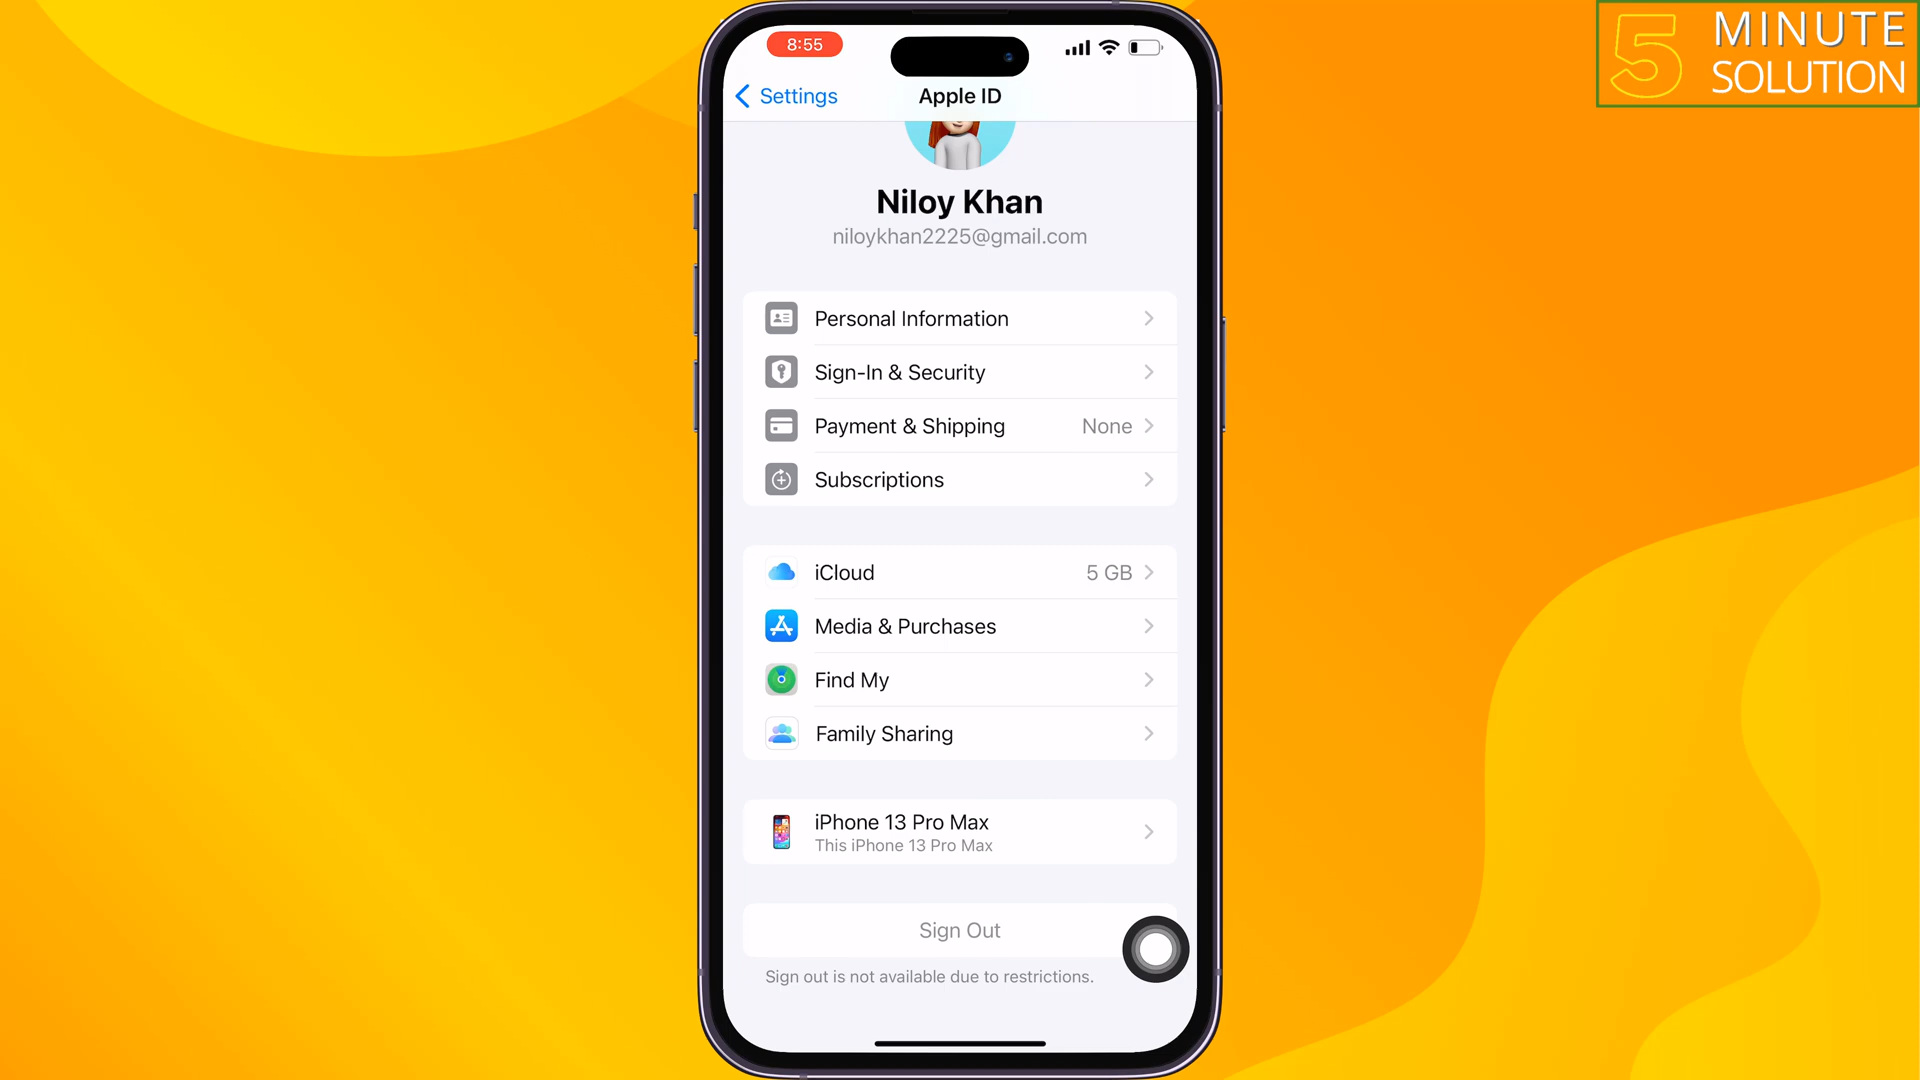 8:55
5 MINUTE
SOLUTION
Settings
Apple ID
Niloy Khan
niloykhan2225@gmail.com
Personal Information
Sign-In & Security
Payment & Shipping None
Subscriptions
iCloud 5 GB
Media & Purchases
Find My
Family Sharing
iPhone 13 Pro Max
This iPhone 13 Pro Max
Sign Out
Sign out is not available due to restrictions.